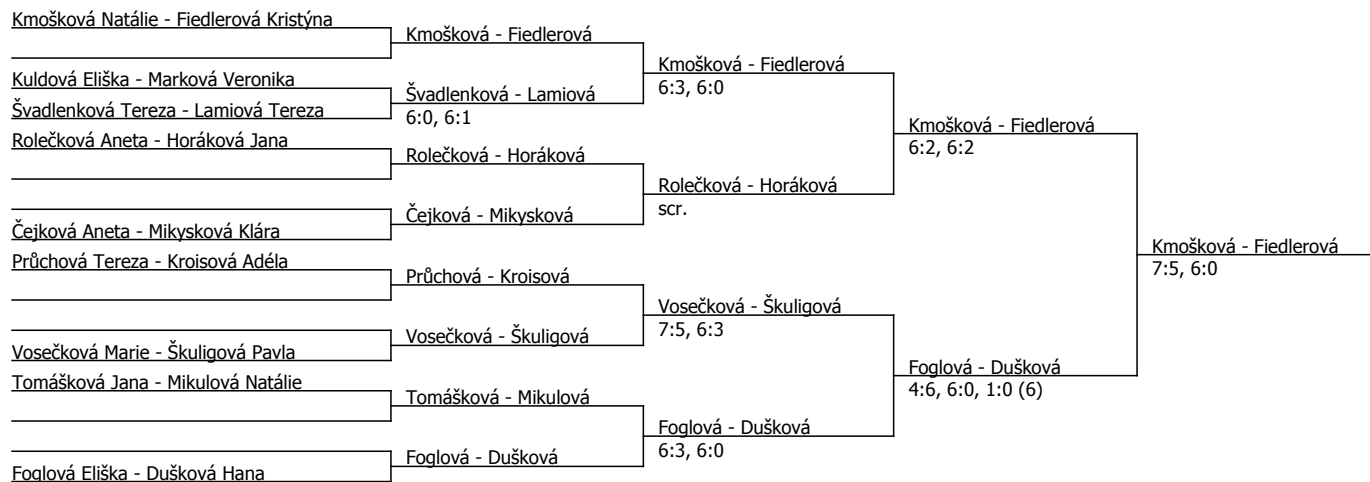 Kmošková Natálie - Fiedlerová Kristýna
Kuldová Eliška - Marková Veronika
Švadlenková Tereza - Lamiová Tereza
Rolečková Aneta - Horáková Jana
Čejková Aneta - Mikysková Klára
Průchová Tereza - Kroisová Adéla
Vosečková Marie - Škuligová Pavla
Tomášková Jana - Mikulová Natálie
Foglová Eliška - Dušková Hana
Kmošková - Fiedlerová
Švadlenková - Lamiová
6:0, 6:1
Rolečková - Horáková
Čejková - Mikysková
Průchová - Kroisová
Vosečková - Škuligová
Tomášková - Mikulová
Foglová - Dušková
Kmošková - Fiedlerová
6:3, 6:0
Rolečková - Horáková
scr.
Vosečková - Škuligová
7:5, 6:3
Foglová - Dušková
6:3, 6:0
Kmošková - Fiedlerová
6:2, 6:2
Foglová - Dušková
4:6, 6:0, 1:0 (6)
Kmošková - Fiedlerová
7:5, 6:0